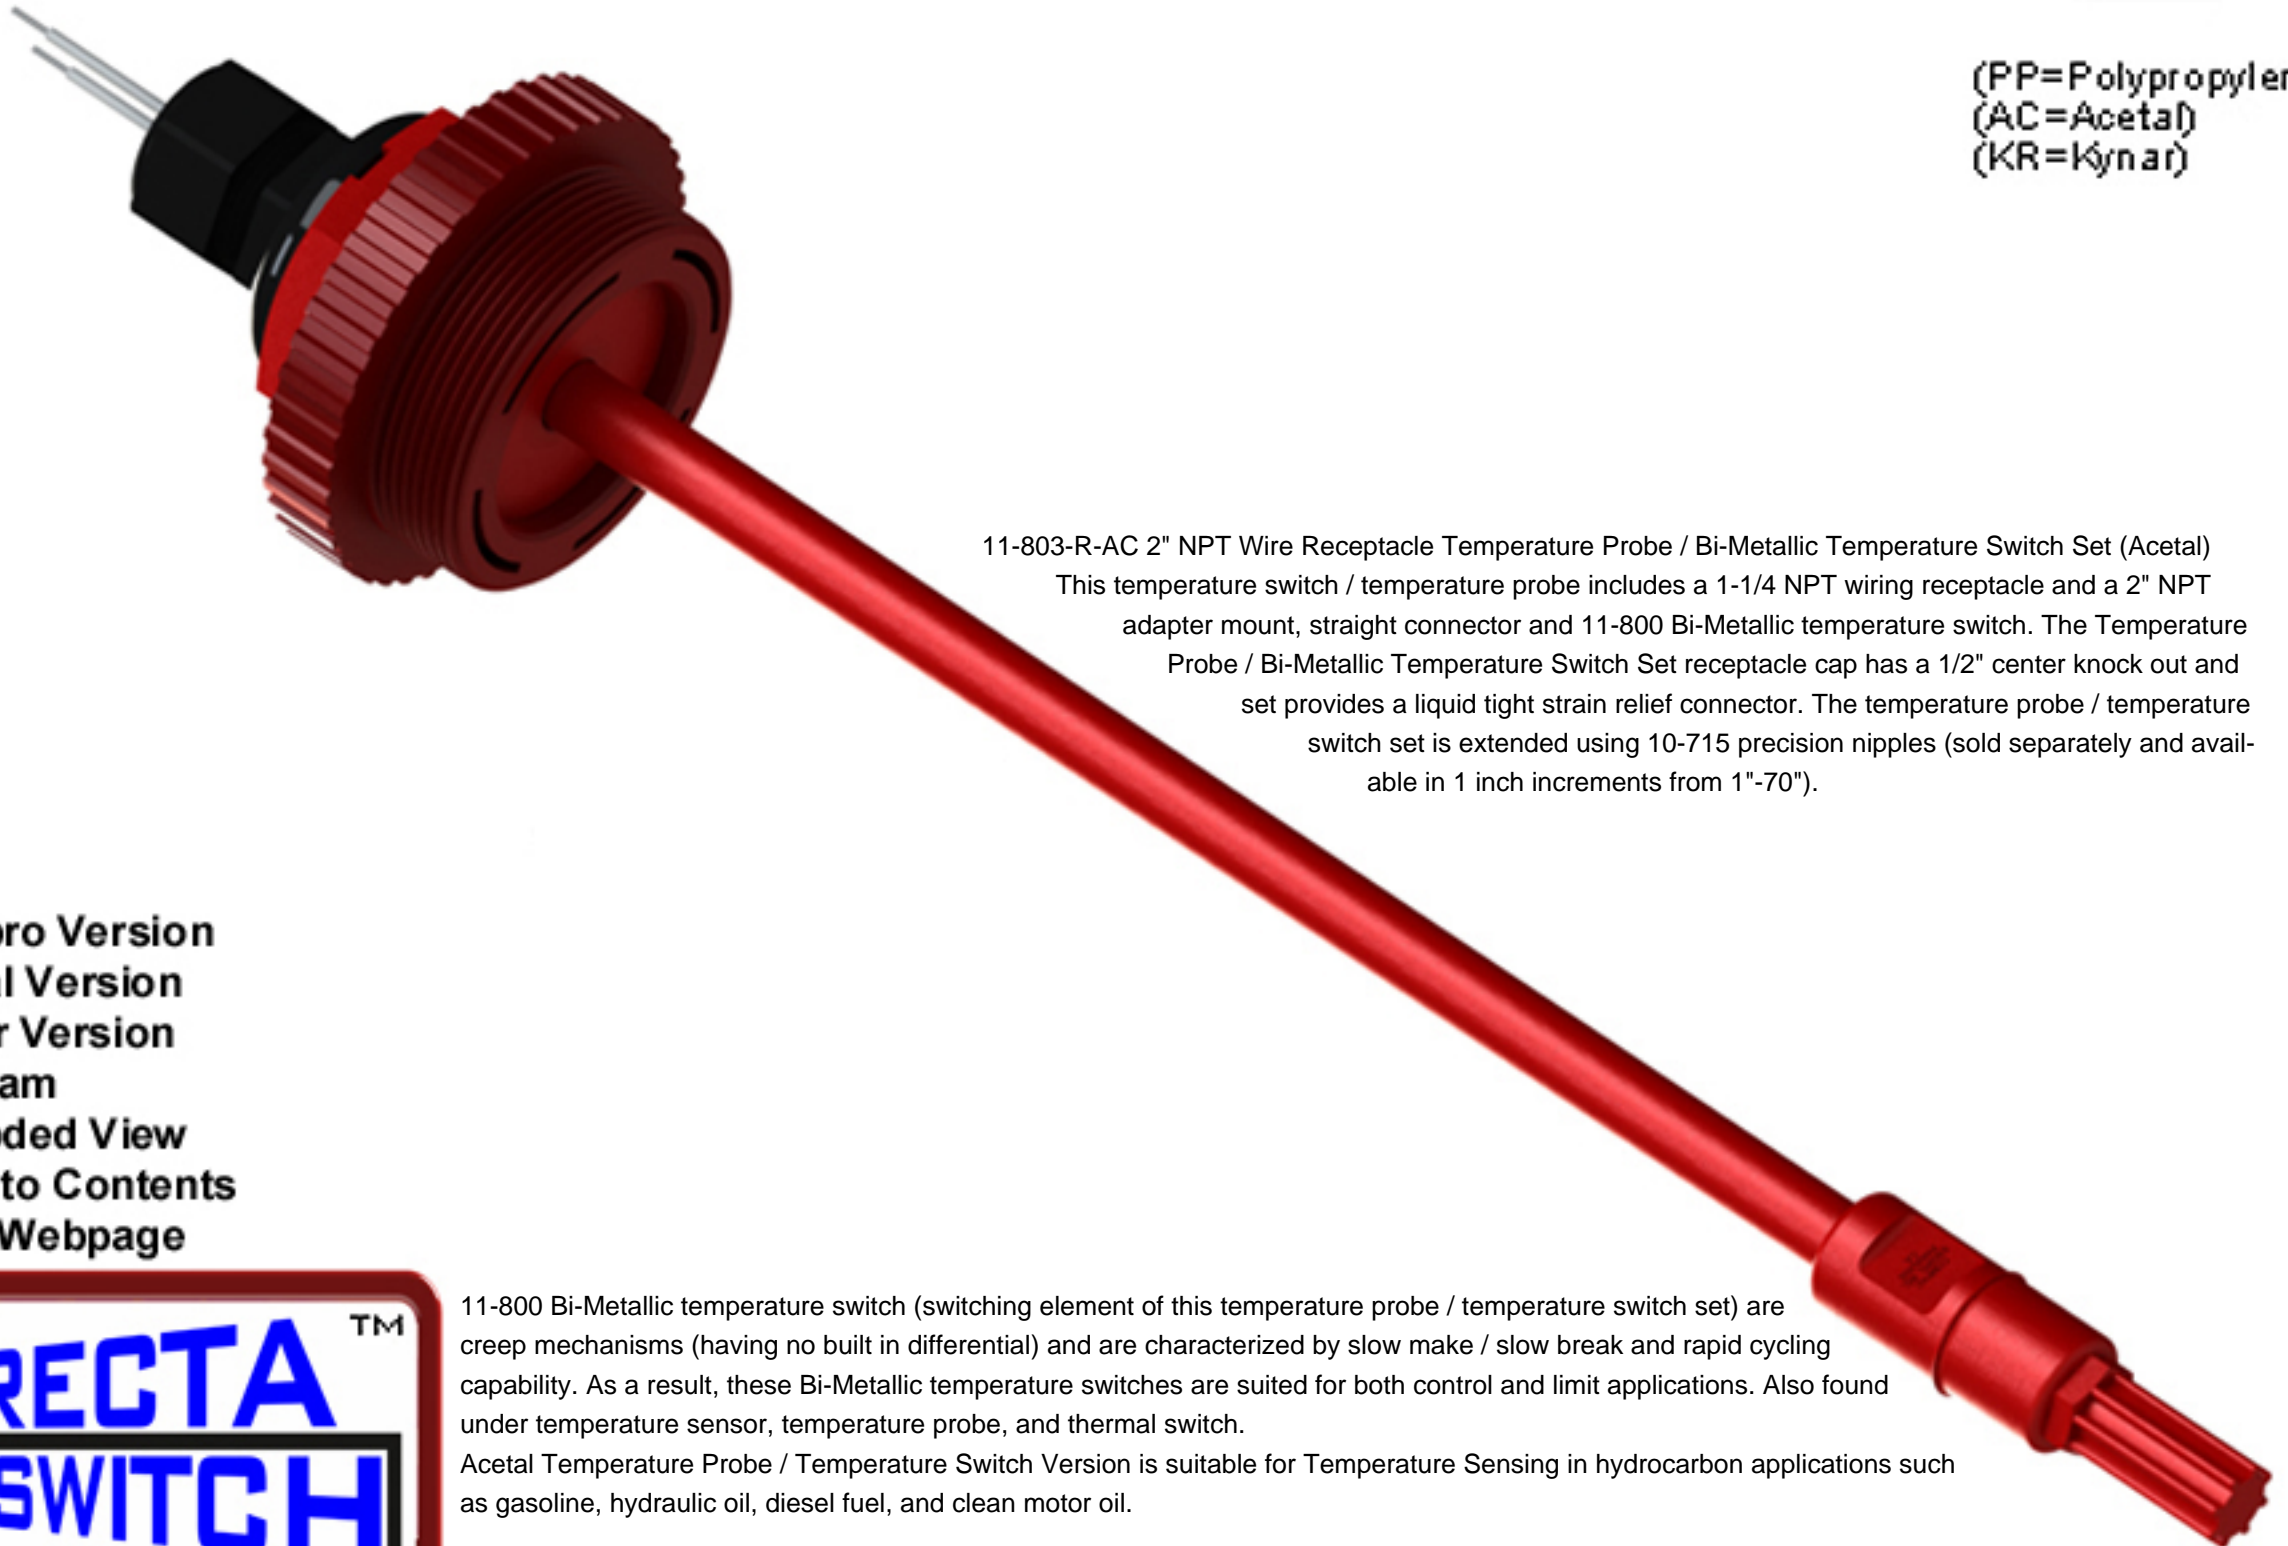 (PP=Polypropylen
(AC=Acetal)
(KR=Kynar)
11-803-R-AC 2" NPT Wire Receptacle Temperature Probe / Bi-Metallic Temperature Switch Set (Acetal)
This temperature switch / temperature probe includes a 1-1/4 NPT wiring receptacle and a 2" NPT
adapter mount, straight connector and 11-800 Bi-Metallic temperature switch. The Temperature
Probe / Bi-Metallic Temperature Switch Set receptacle cap has a 1/2" center knock out and
set provides a liquid tight strain relief connector. The temperature probe / temperature
switch set is extended using 10-715 precision nipples (sold separately and avail-
able in 1 inch increments from 1"-70").
ro Version
l Version
r Version
am
ded View
to Contents
Webpage
RECTA TM
SWITCH
11-800 Bi-Metallic temperature switch (switching element of this temperature probe / temperature switch set) are
creep mechanisms (having no built in differential) and are characterized by slow make / slow break and rapid cycling
capability. As a result, these Bi-Metallic temperature switches are suited for both control and limit applications. Also found
under temperature sensor, temperature probe, and thermal switch.
Acetal Temperature Probe / Temperature Switch Version is suitable for Temperature Sensing in hydrocarbon applications such
as gasoline, hydraulic oil, diesel fuel, and clean motor oil.